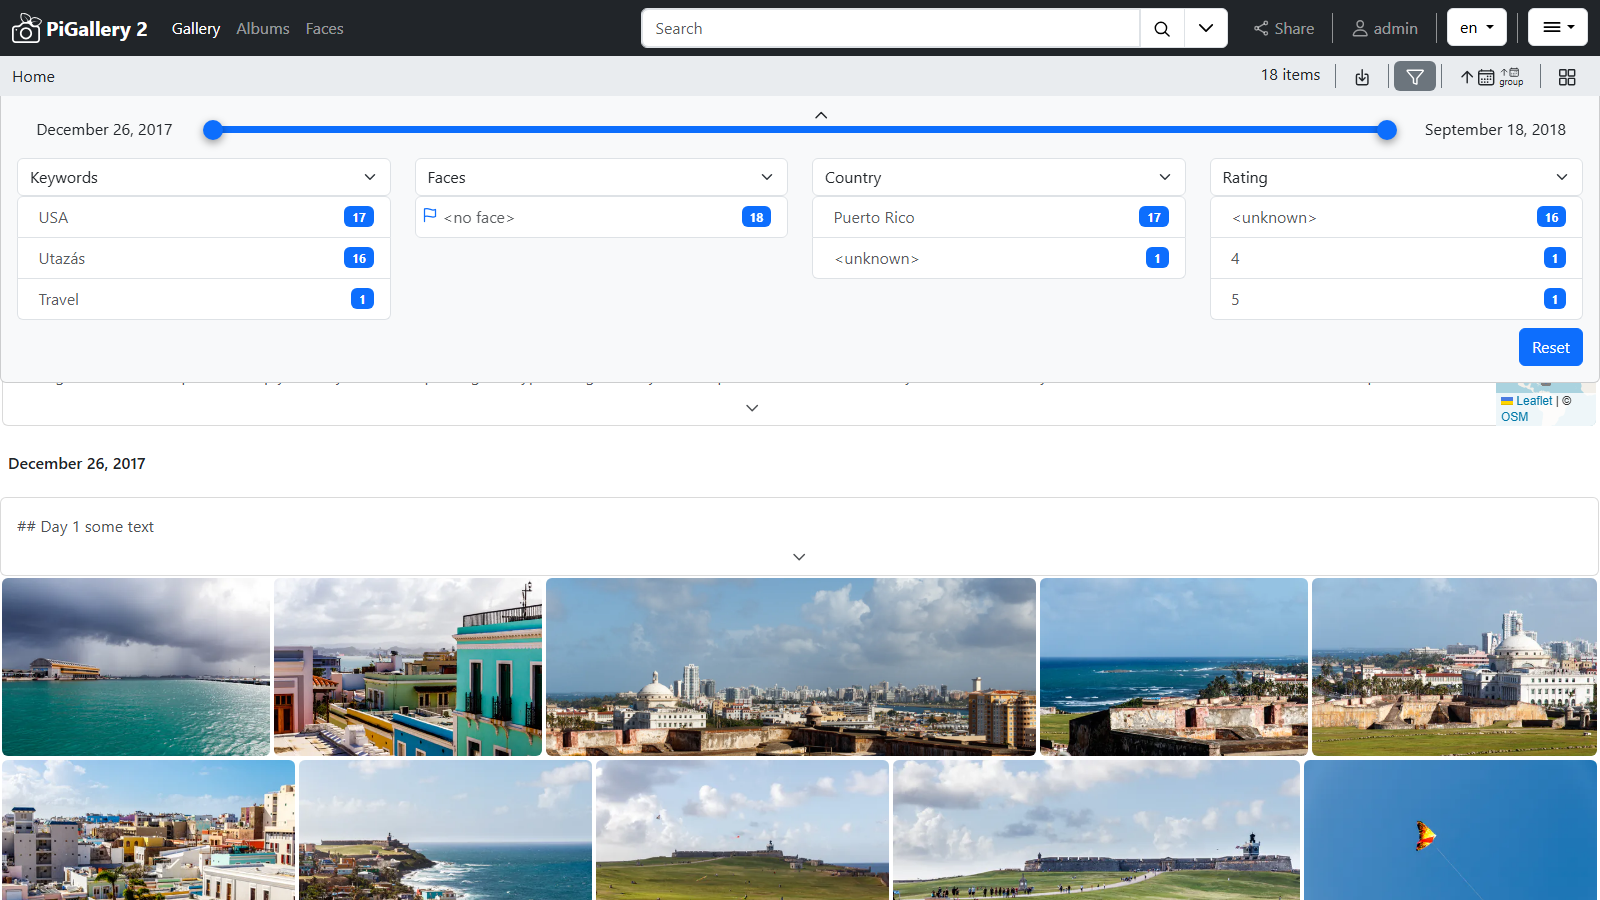 PiGallery 2 Gallery Albums Faces Search Share admin en
Home 18 items group
December 26, 2017 September 18, 2018
Keywords Faces Country Rating
USA 17 <no face> 18 Puerto Rico 17 <unknown> 16
Utazás 16 <unknown> 1 4 1
Travel 1 5 1
Reset
Leaflet | ©
OSM
December 26, 2017
## Day 1 some text